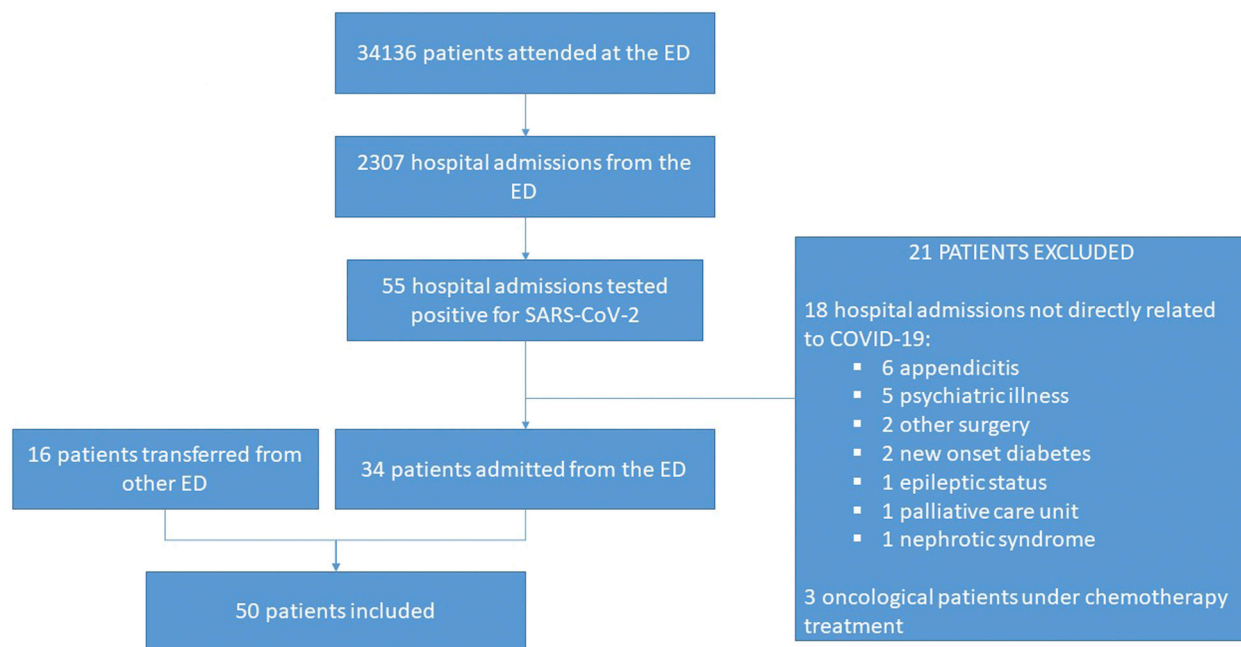 34136 patients attended at the ED
2307 hospital admissions from the
ED
55 hospital admissions tested
positive for SARS-CoV-2
21 PATIENTS EXCLUDED
18 hospital admissions not directly related
to COVID-19:
▪ 6 appendicitis
▪ 5 psychiatric illness
▪ 2 other surgery
▪ 2 new onset diabetes
▪ 1 epileptic status
▪ 1 palliative care unit
▪ 1 nephrotic syndrome
3 oncological patients under chemotherapy
treatment
16 patients transferred from
other ED
34 patients admitted from the ED
50 patients included